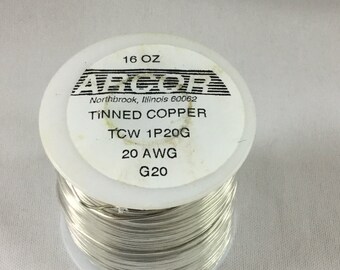 16 OZ
ARCOR
Northbrook, Illinois 60062
TiNNED COPPER
TCW 1P20G
20 AWG
G20